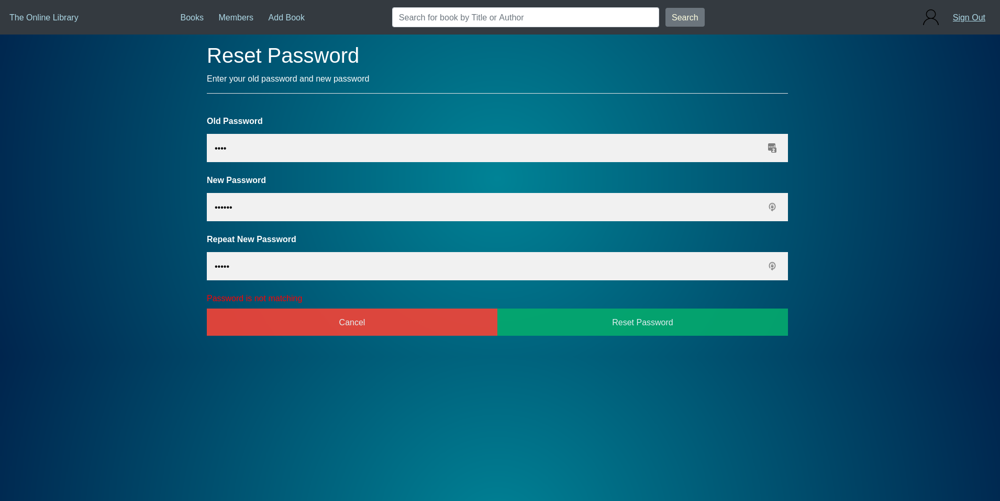 The Online Library
Books
Members
Add Book
Search for book by Title or Author
Search
Sign Out
Reset Password
Enter your old password and new password
Old Password
••••
New Password
••••••
Repeat New Password
•••••
Password is not matching
Cancel
Reset Password